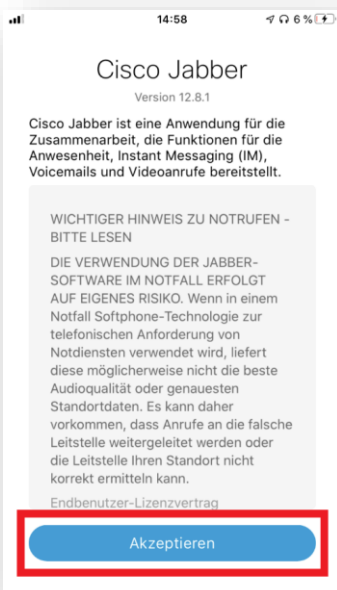 14:58
6 %
Cisco Jabber
Version 12.8.1
Cisco Jabber ist eine Anwendung für die
Zusammenarbeit, die Funktionen für die
Anwesenheit, Instant Messaging (IM),
Voicemails und Videoanrufe bereitstellt.
WICHTIGER HINWEIS ZU NOTRUFEN -
BITTE LESEN
DIE VERWENDUNG DER JABBER-
SOFTWARE IM NOTFALL ERFOLGT
AUF EIGENES RISIKO. Wenn in einem
Notfall Softphone-Technologie zur
telefonischen Anforderung von
Notdiensten verwendet wird, liefert
diese möglicherweise nicht die beste
Audioqualität oder genauesten
Standortdaten. Es kann daher
vorkommen, dass Anrufe an die falsche
Leitstelle weitergeleitet werden oder
die Leitstelle Ihren Standort nicht
korrekt ermitteln kann.
Endbenutzer-Lizenzvertrag
Akzeptieren